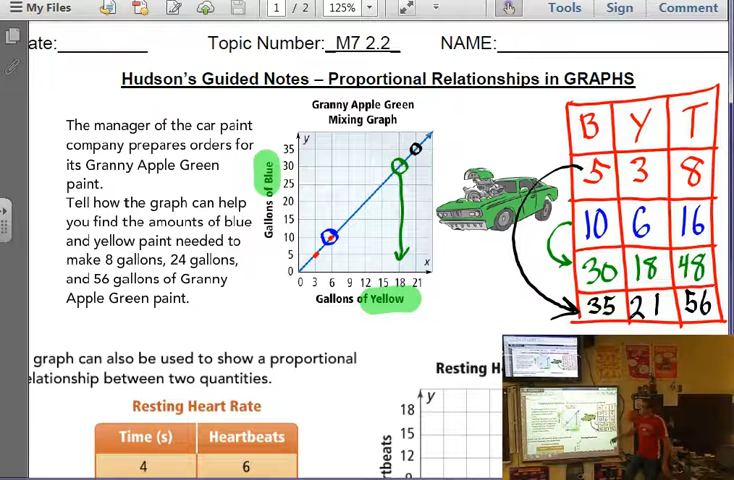 My Files
1 / 2
125%
Tools
Sign
Comment
ate:
Topic Number: M7 2.2
NAME:
Hudson's Guided Notes – Proportional Relationships in GRAPHS
The manager of the car paint
company prepares orders for
its Granny Apple Green
paint.
Tell how the graph can help
you find the amounts of blue
and yellow paint needed to
make 8 gallons, 24 gallons,
and 56 gallons of Granny
Apple Green paint.
Granny Apple Green
Mixing Graph
Gallons of Blue
y
35
30
25
20
15
10
5
0
x
0 3 6 9 12 15 18 21
Gallons of Yellow
B Y T
5 3 8
10 6 16
30 18 48
35 21 56
graph can also be used to show a proportional
elationship between two quantities.
Resting Heart Rate
Time (s) Heartbeats
4 6
Resting H
rtbeats
y
18
15
12